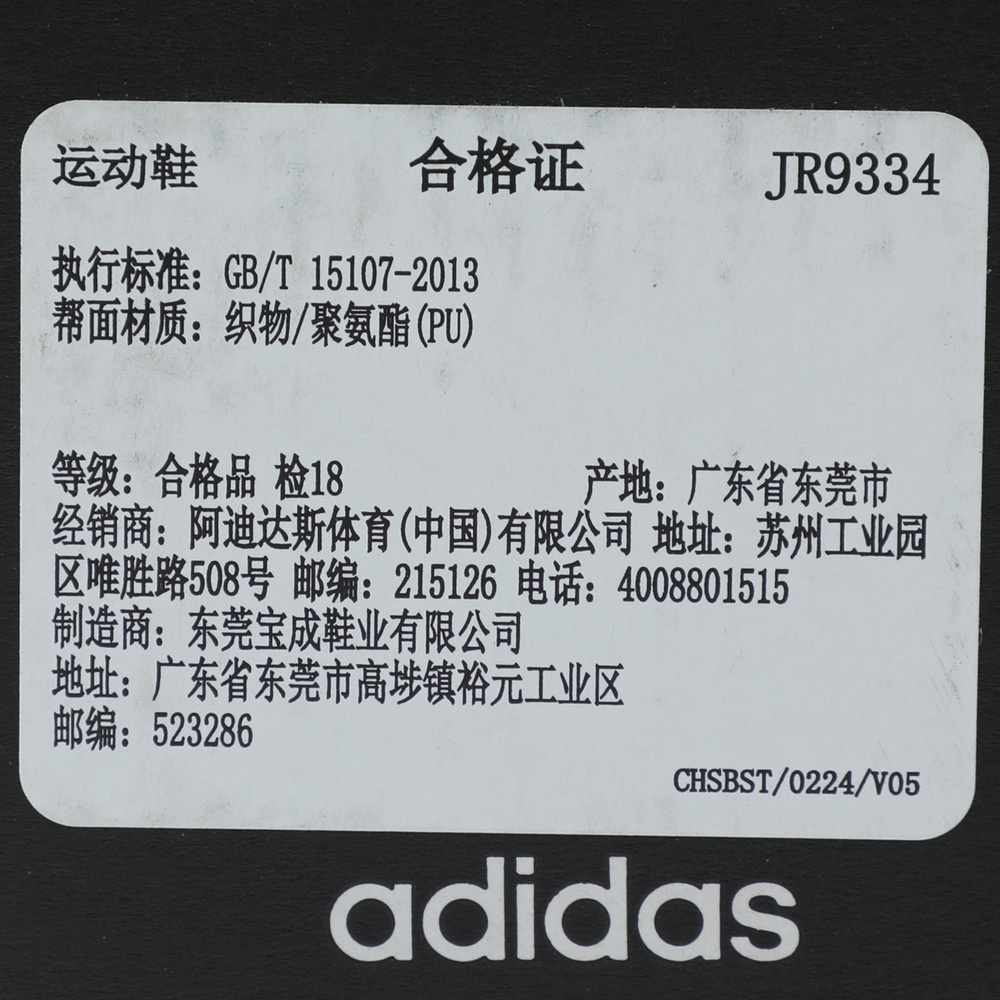 运动鞋 合格证 JR9334
执行标准：GB/T 15107-2013
帮面材质：织物/聚氨酯(PU)
等级：合格品 检18 产地：广东省东莞市
经销商：阿迪达斯体育(中国)有限公司 地址：苏州工业园
区唯胜路508号 邮编：215126 电话：4008801515
制造商：东莞宝成鞋业有限公司
地址：广东省东莞市高埗镇裕元工业区
邮编：523286
CHSBST/0224/V05
adidas